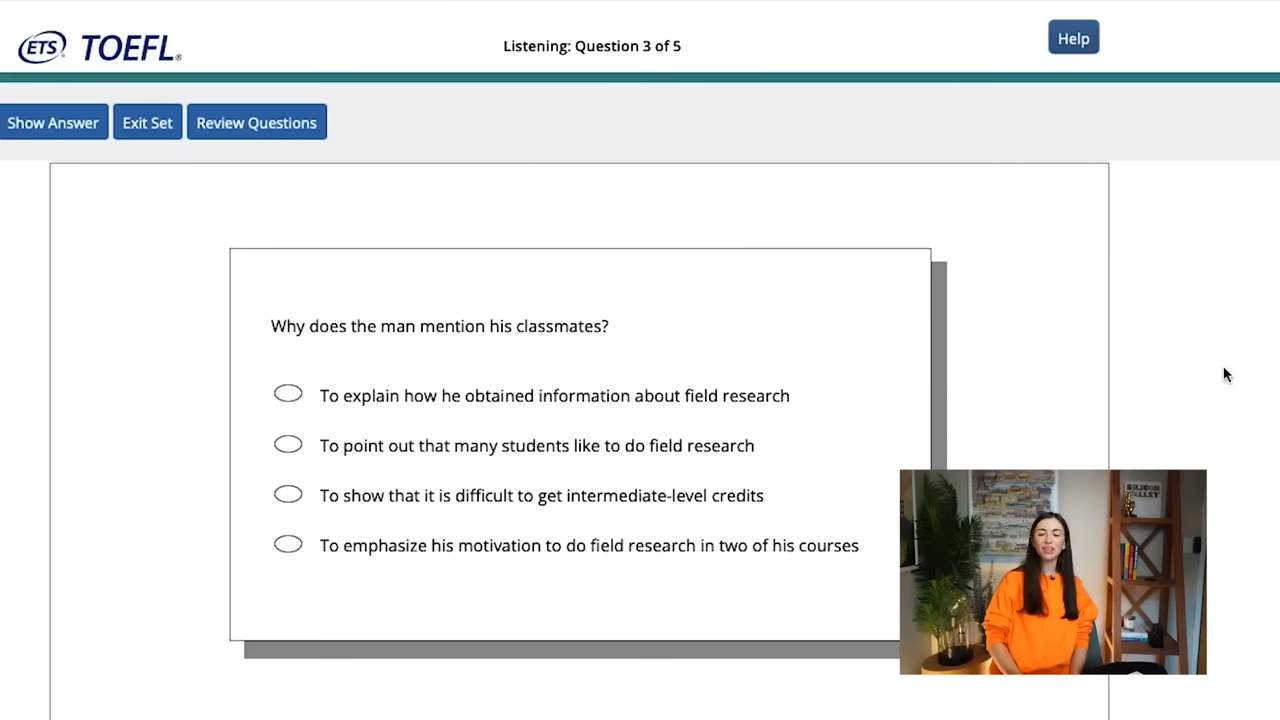 ETS TOEFL®
Listening: Question 3 of 5
Help
Show Answer
Exit Set
Review Questions
Why does the man mention his classmates?
To explain how he obtained information about field research
To point out that many students like to do field research
To show that it is difficult to get intermediate-level credits
To emphasize his motivation to do field research in two of his courses
SILICON
VALLEY